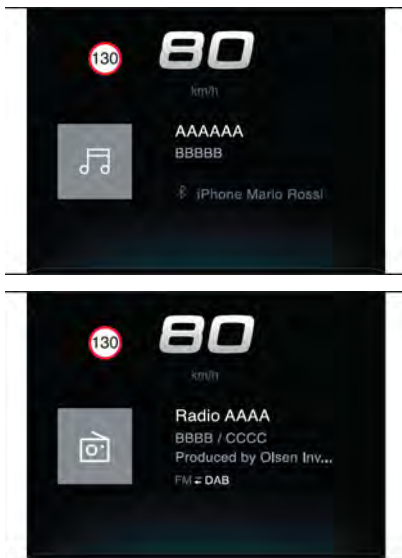 130
80
km/h
AAAAAA
BBBBB
iPhone Mario Rossi
130
80
km/h
Radio AAAA
BBBB / CCCC
Produced by Olsen Inv...
FM DAB